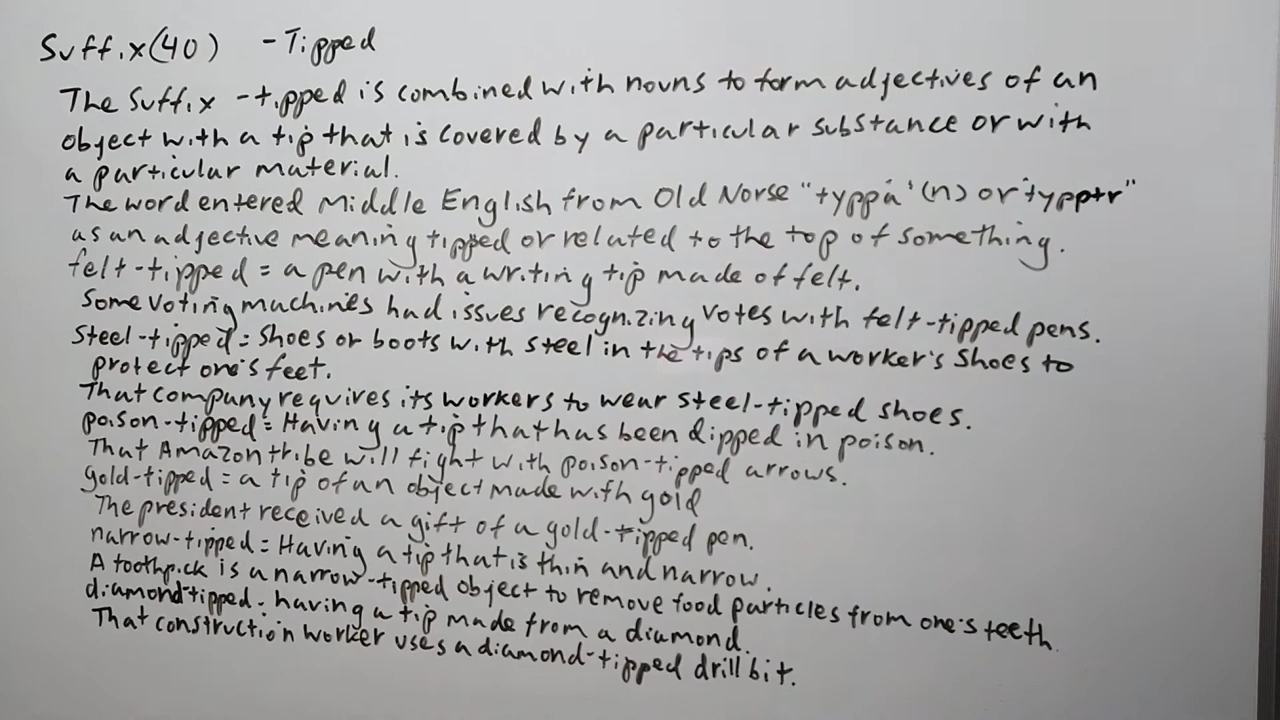 Suffix(40) -Tipped
The Suffix -tipped is combined with nouns to form adjectives of an
object with a tip that is covered by a particular substance or with
a particular material.
The word entered Middle English from Old Norse "typpa" (n) or "typptr"
as an adjective meaning tipped or related to the top of something.
felt-tipped = a pen with a writing tip made of felt.
Some voting machines had issues recognizing votes with felt-tipped pens.
Steel-tipped = Shoes or boots with steel in the tips of a worker's shoes to
protect one's feet.
That company requires its workers to wear steel-tipped shoes.
poison-tipped = Having a tip that has been dipped in poison.
That Amazon tribe will fight with poison-tipped arrows.
gold-tipped = a tip of an object made with gold
The president received a gift of a gold-tipped pen.
narrow-tipped = Having a tip that is thin and narrow.
A toothpick is a narrow-tipped object to remove food particles from one's teeth.
diamond-tipped - having a tip made from a diamond.
That construction worker uses a diamond-tipped drill bit.